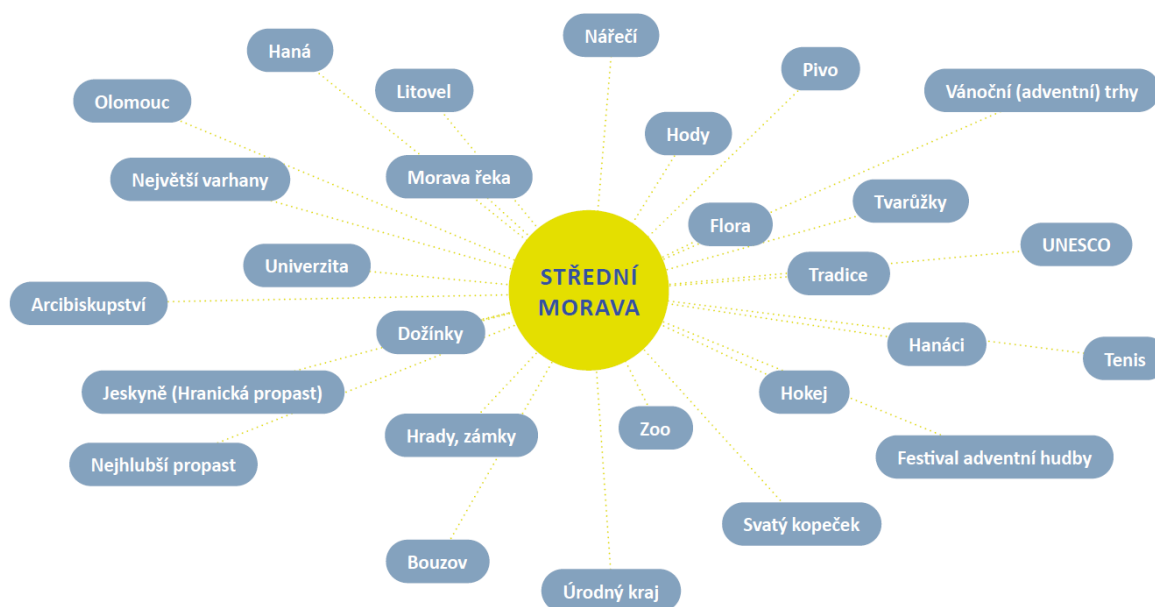 Nářečí
Haná
Pivo
Litovel
Vánoční (adventní) trhy
Olomouc
Hody
Morava řeka
Největší varhany
Tvarůžky
Flora
UNESCO
Univerzita
Tradice
STŘEDNÍ
MORAVA
Arcibiskupství
Dožínky
Hanáci
Tenis
Jeskyně (Hranická propast)
Hokej
Zoo
Hrady, zámky
Festival adventní hudby
Nejhlubší propast
Svatý kopeček
Bouzov
Úrodný kraj